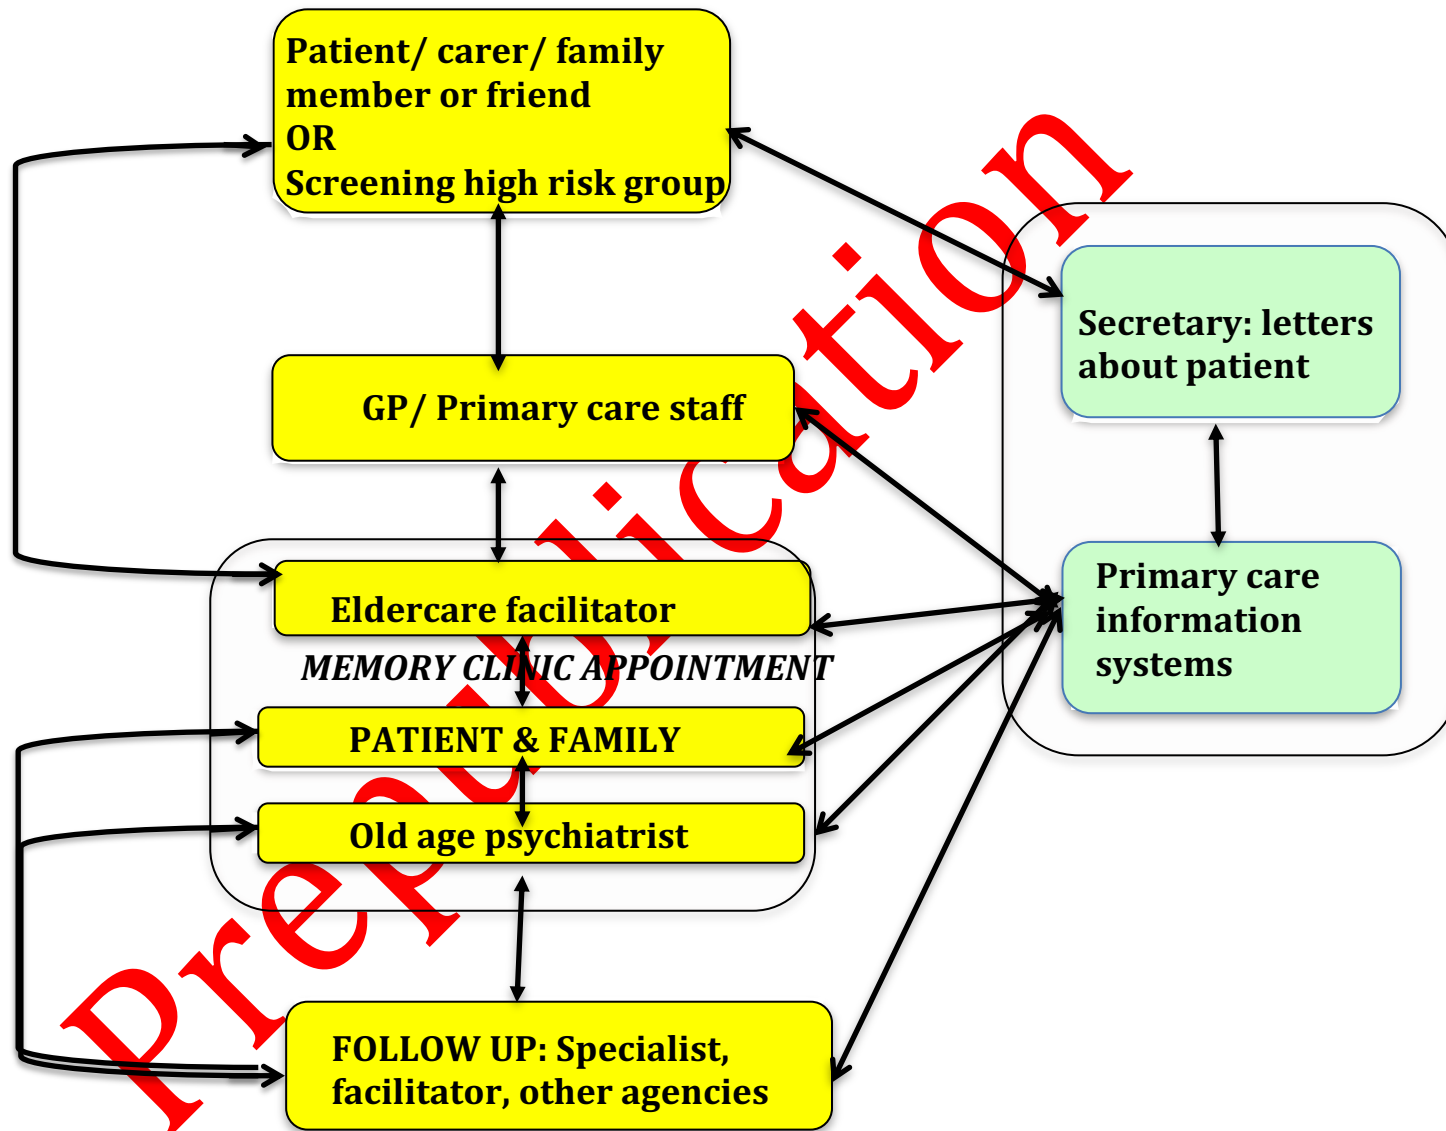 Patient/ carer/ family
member or friend
OR
Screening high risk group
Secretary: letters
about patient
GP/ Primary care staff
Primary care
information
systems
Eldercare facilitator
MEMORY CLINIC APPOINTMENT
PATIENT & FAMILY
Old age psychiatrist
FOLLOW UP: Specialist,
facilitator, other agencies
Prepublication